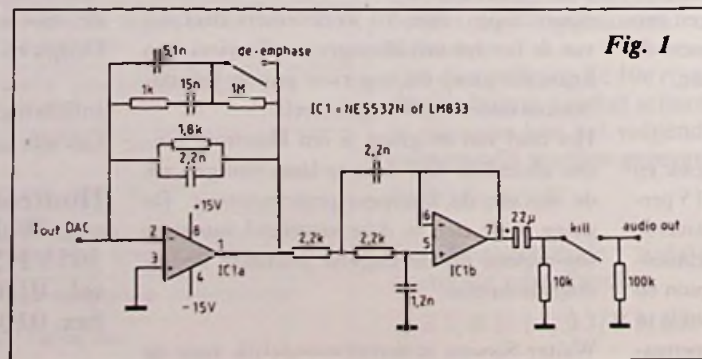 Fig. 1
5,1n
de-emphase
1k
15n
1M
IC1 = NE5532N of LM833
1,8k
2,2n
2,2n
+15V
Iout DAC
2
1
3
IC1a
4
-15V
2,2k
2,2k
6
7
5
IC1b
22µ
kill
audio out
1,2n
10k
100k